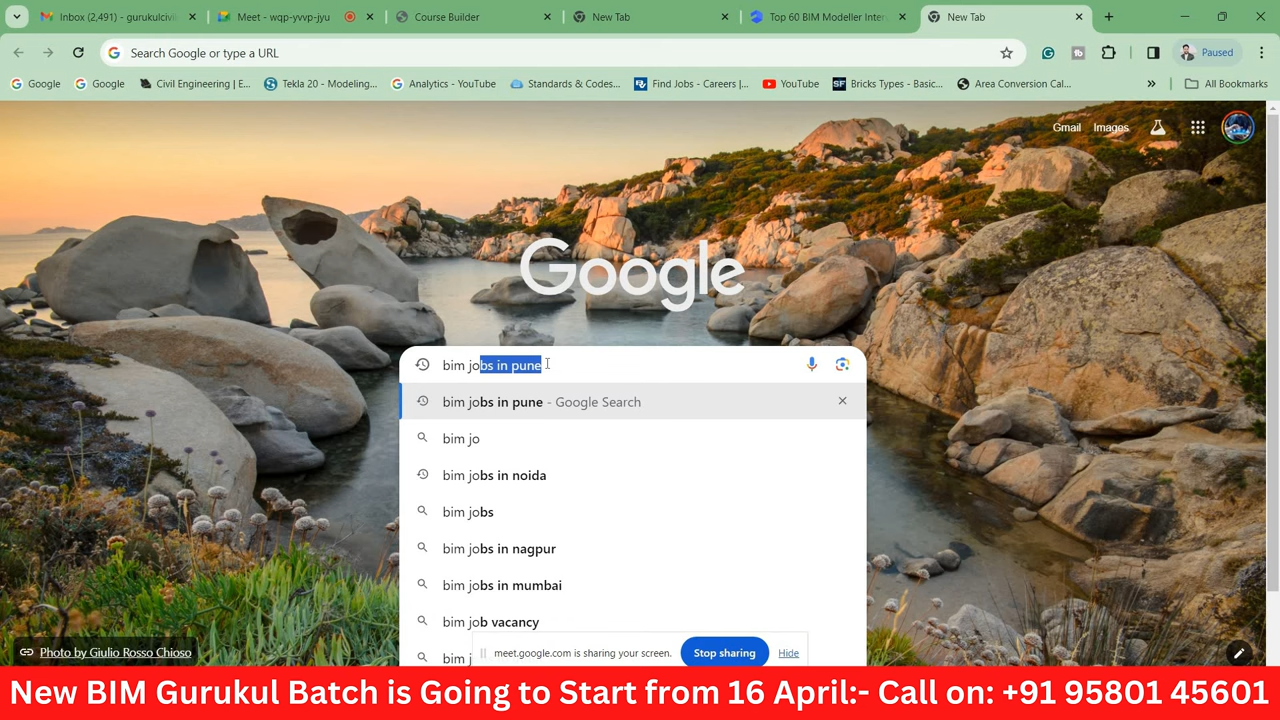 Inbox (2,491) - gurukulcivil
Meet - wqp-yvvp-jyu
Course Builder
New Tab
Top 60 BIM Modeller Inter
New Tab
Search Google or type a URL
Paused
Google
Google
Civil Engineering | E...
Tekla 20 - Modeling...
Analytics - YouTube
Standards & Codes...
Find Jobs - Careers |...
YouTube
Bricks Types - Basic...
Area Conversion Cal...
All Bookmarks
Gmail
Images
Google
bim jobs in pune
bim jobs in pune - Google Search
bim jo
bim jobs in noida
bim jobs
bim jobs in nagpur
bim jobs in mumbai
bim job vacancy
bim j
meet.google.com is sharing your screen.
Stop sharing
Hide
Photo by Giulio Rosso Chioso
New BIM Gurukul Batch is Going to Start from 16 April:- Call on: +91 95801 45601